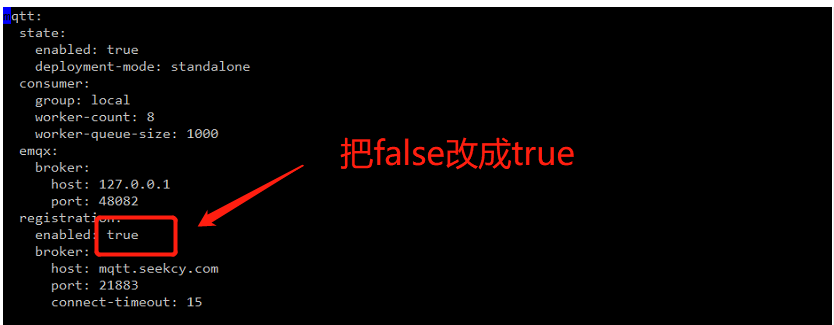 mqtt:
  state:
    enabled: true
    deployment-mode: standalone
  consumer:
    group: local
    worker-count: 8
    worker-queue-size: 1000
  emqx:
    broker:
      host: 127.0.0.1
      port: 48082
  registration:
    enabled: true
    broker:
      host: mqtt.seekcy.com
      port: 21883
      connect-timeout: 15
把false改成true